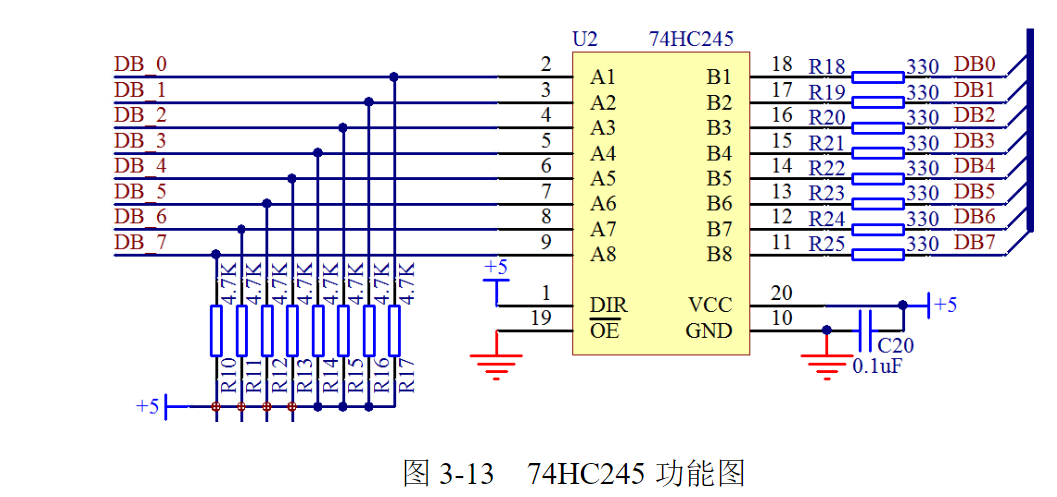 U2 74HC245
DB_0 2 A1 B1 18 R18 330 DB0
DB_1 3 A2 B2 17 R19 330 DB1
DB_2 4 A3 B3 16 R20 330 DB2
DB_3 5 A4 B4 15 R21 330 DB3
DB_4 6 A5 B5 14 R22 330 DB4
DB_5 7 A6 B6 13 R23 330 DB5
DB_6 8 A7 B7 12 R24 330 DB6
DB_7 9 A8 B8 11 R25 330 DB7
+5
4.7K 4.7K 4.7K 4.7K 4.7K 4.7K 4.7K 4.7K
1 DIR VCC 20 +5
19 OE GND 10
C20
0.1uF
R10 R11 R12 R13 R14 R15 R16 R17
+5
图 3-13 74HC245 功能图